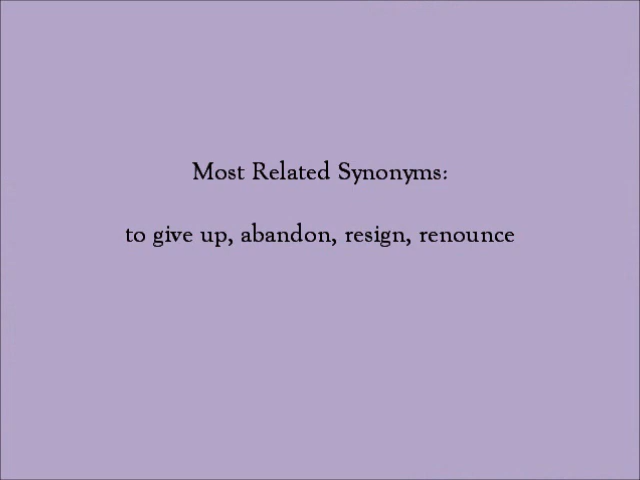 Most Related Synonyms:
to give up, abandon, resign, renounce